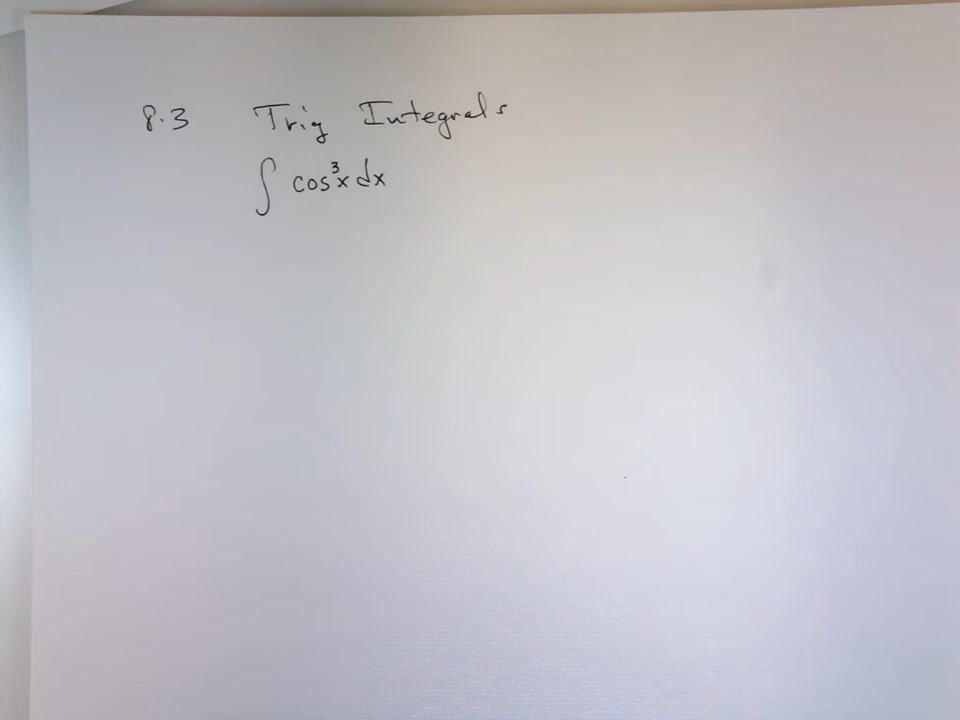 8.3 Trig Integrals
∫ cos³x dx